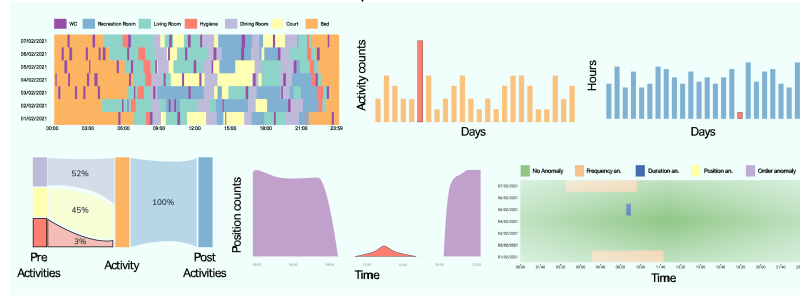 WC Recreation Room Living Room Hygiene Dining Room Court Bed
07/02/2021
06/02/2021
05/02/2021
04/02/2021
03/02/2021
02/02/2021
01/02/2021
00:00 03:00 06:00 09:00 12:00 15:00 18:00 21:00 23:59
Activity counts
Days
Hours
Days
52%
45%
3%
100%
Pre
Activities
Activity
Post
Activities
Position counts
Time
No Anomaly Frequency an. Duration an. Position an. Order anomaly
07/02/2021
06/02/2021
05/02/2021
04/02/2021
03/02/2021
02/02/2021
01/02/2021
Time